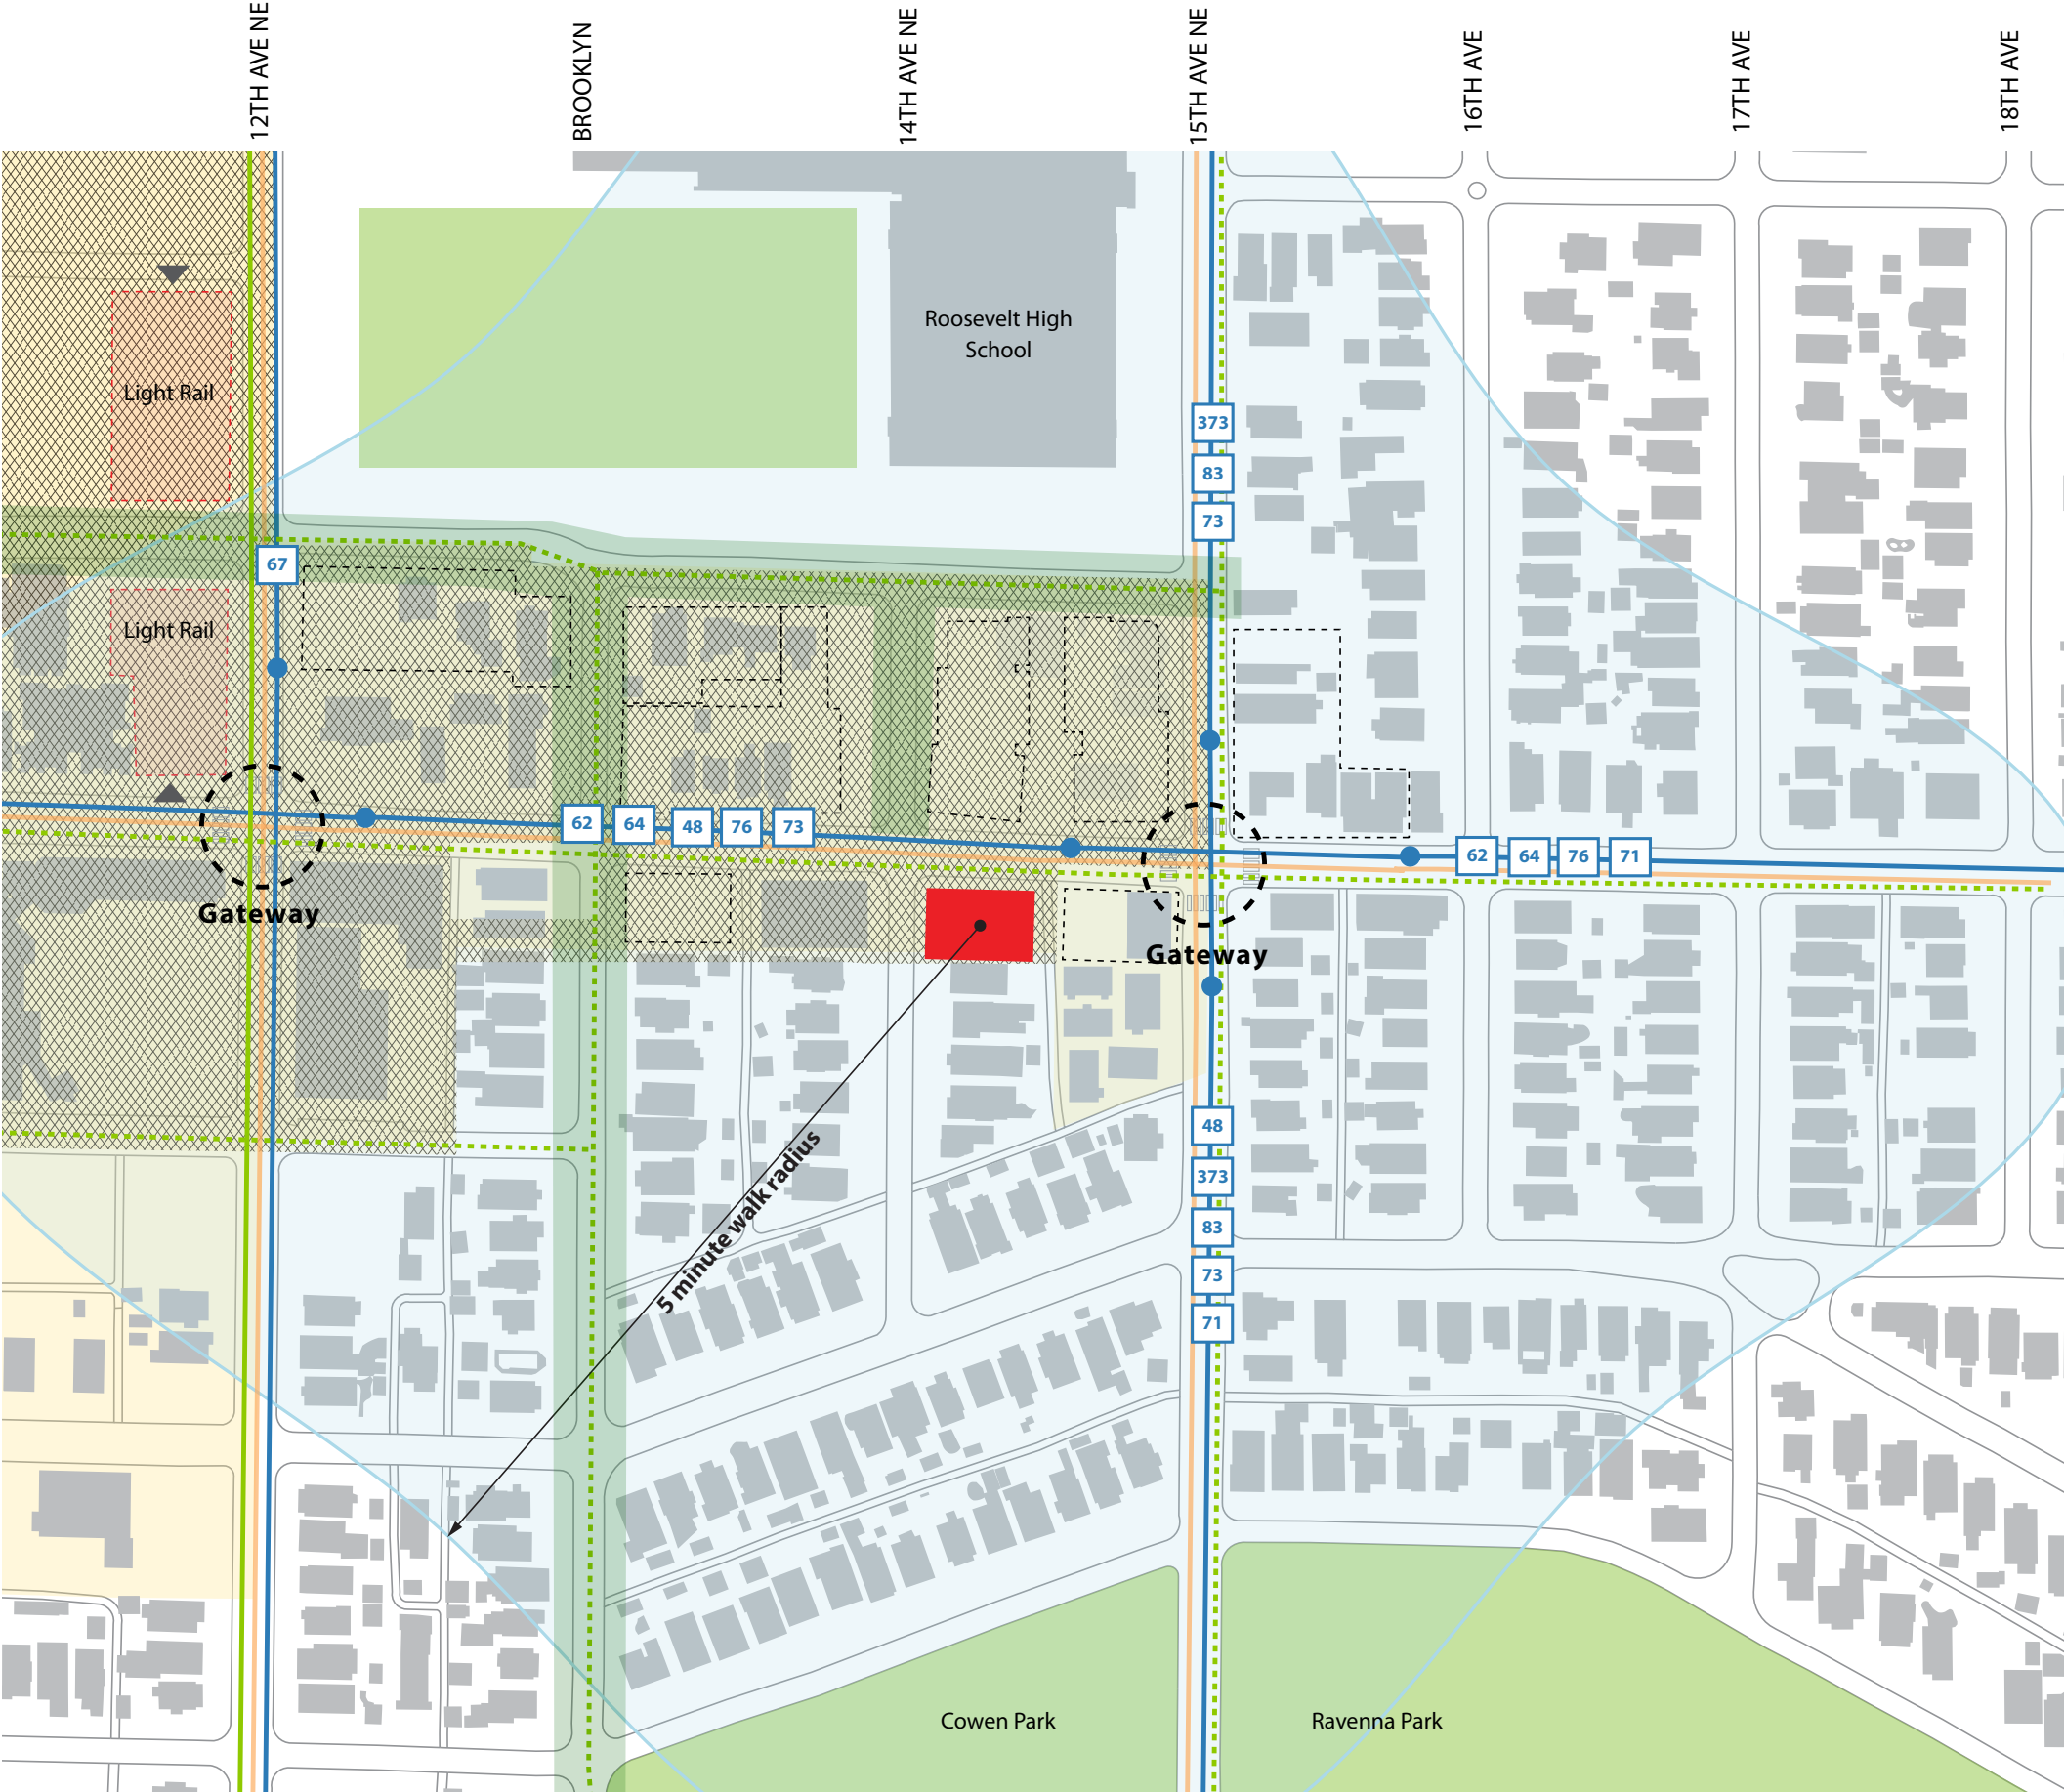 12TH AVE NE
BROOKLYN
14TH AVE NE
15TH AVE NE
16TH AVE
17TH AVE
18TH AVE
Roosevelt High
School
Light Rail
373
83
73
67
Light Rail
62
64
48
76
73
62
64
76
71
Gateway
Gateway
48
373
83
73
71
5 minute walk radius
Cowen Park
Ravenna Park